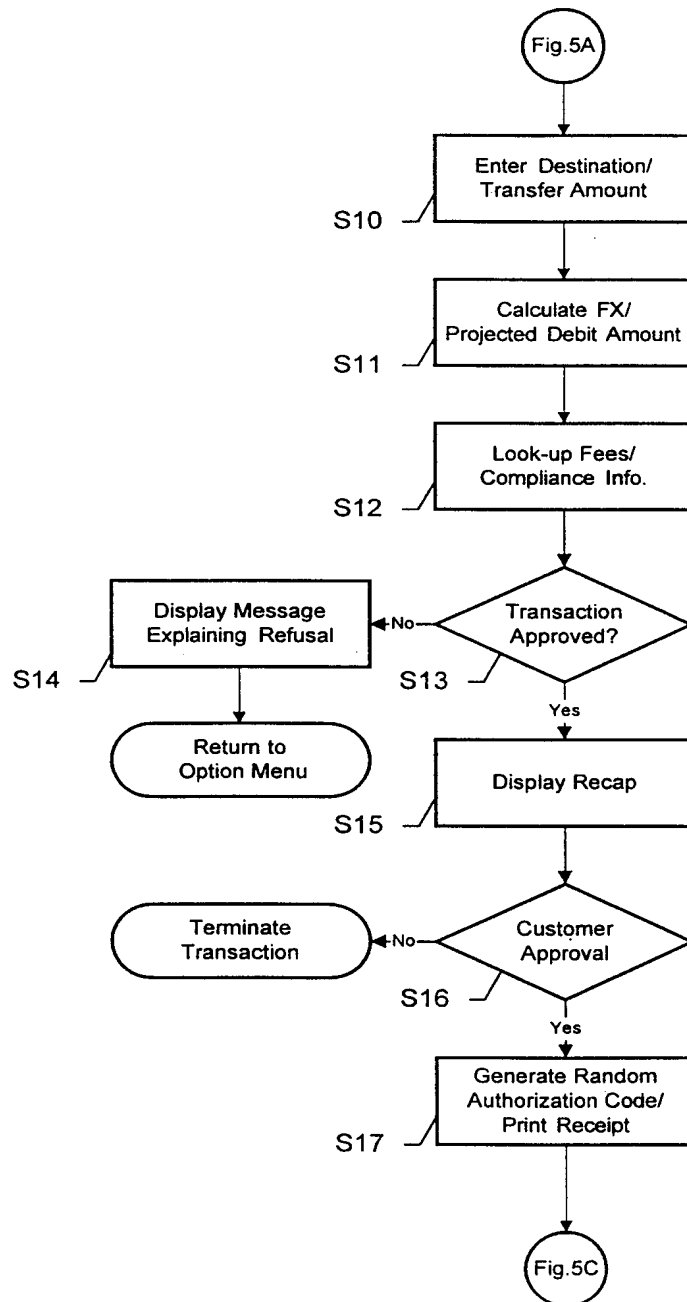 Fig.5A
Enter Destination/
Transfer Amount
S10
Calculate FX/
Projected Debit Amount
S11
Look-up Fees/
Compliance Info.
S12
Display Message
Explaining Refusal
No
Transaction
Approved?
S14
S13
Yes
Return to
Option Menu
Display Recap
S15
Terminate
Transaction
No
Customer
Approval
S16
Yes
Generate Random
Authorization Code/
Print Receipt
S17
Fig.5C